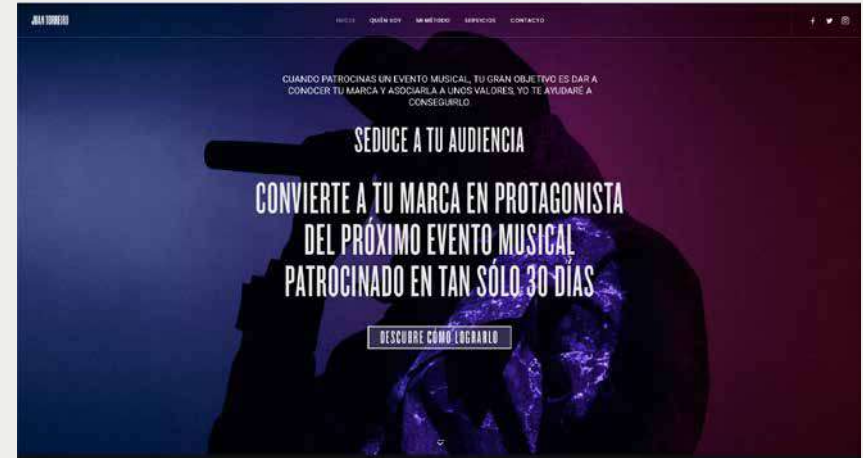 JUAN TORREIRO
INICIO QUIÉN SOY MI MÉTODO SERVICIOS CONTACTO
CUANDO PATROCINAS UN EVENTO MUSICAL, TU GRAN OBJETIVO ES DAR A
CONOCER TU MARCA Y ASOCIARLA A UNOS VALORES, YO TE AYUDARÉ A
CONSEGUIRLO
SEDUCE A TU AUDIENCIA
CONVIERTE A TU MARCA EN PROTAGONISTA
DEL PRÓXIMO EVENTO MUSICAL
PATROCINADO EN TAN SÓLO 30 DÍAS
DESCUBRE CÓMO LOGRARLO